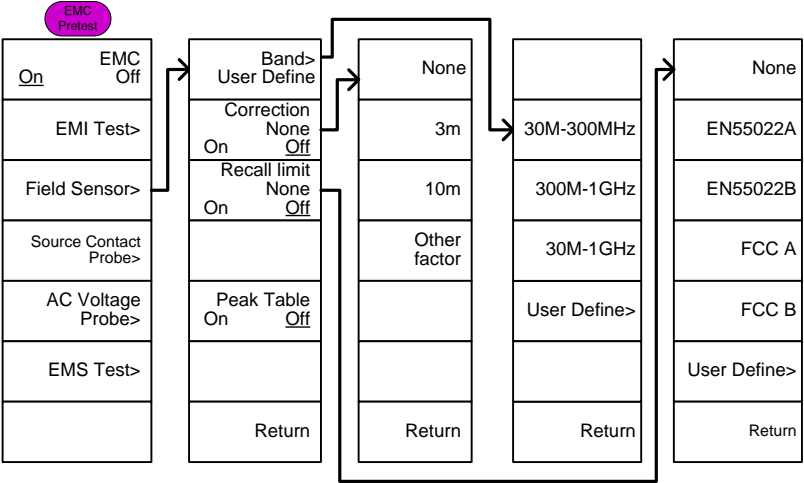 EMC
Pretest
EMC
On Off
EMI Test>
Field Sensor>
Source Contact
Probe>
AC Voltage
Probe>
EMS Test>
Band>
User Define
Correction
None
On Off
Recall limit
None
On Off
Peak Table
On Off
Return
None
3m
10m
Other
factor
Return
30M-300MHz
300M-1GHz
30M-1GHz
User Define>
Return
None
EN55022A
EN55022B
FCC A
FCC B
User Define>
Return